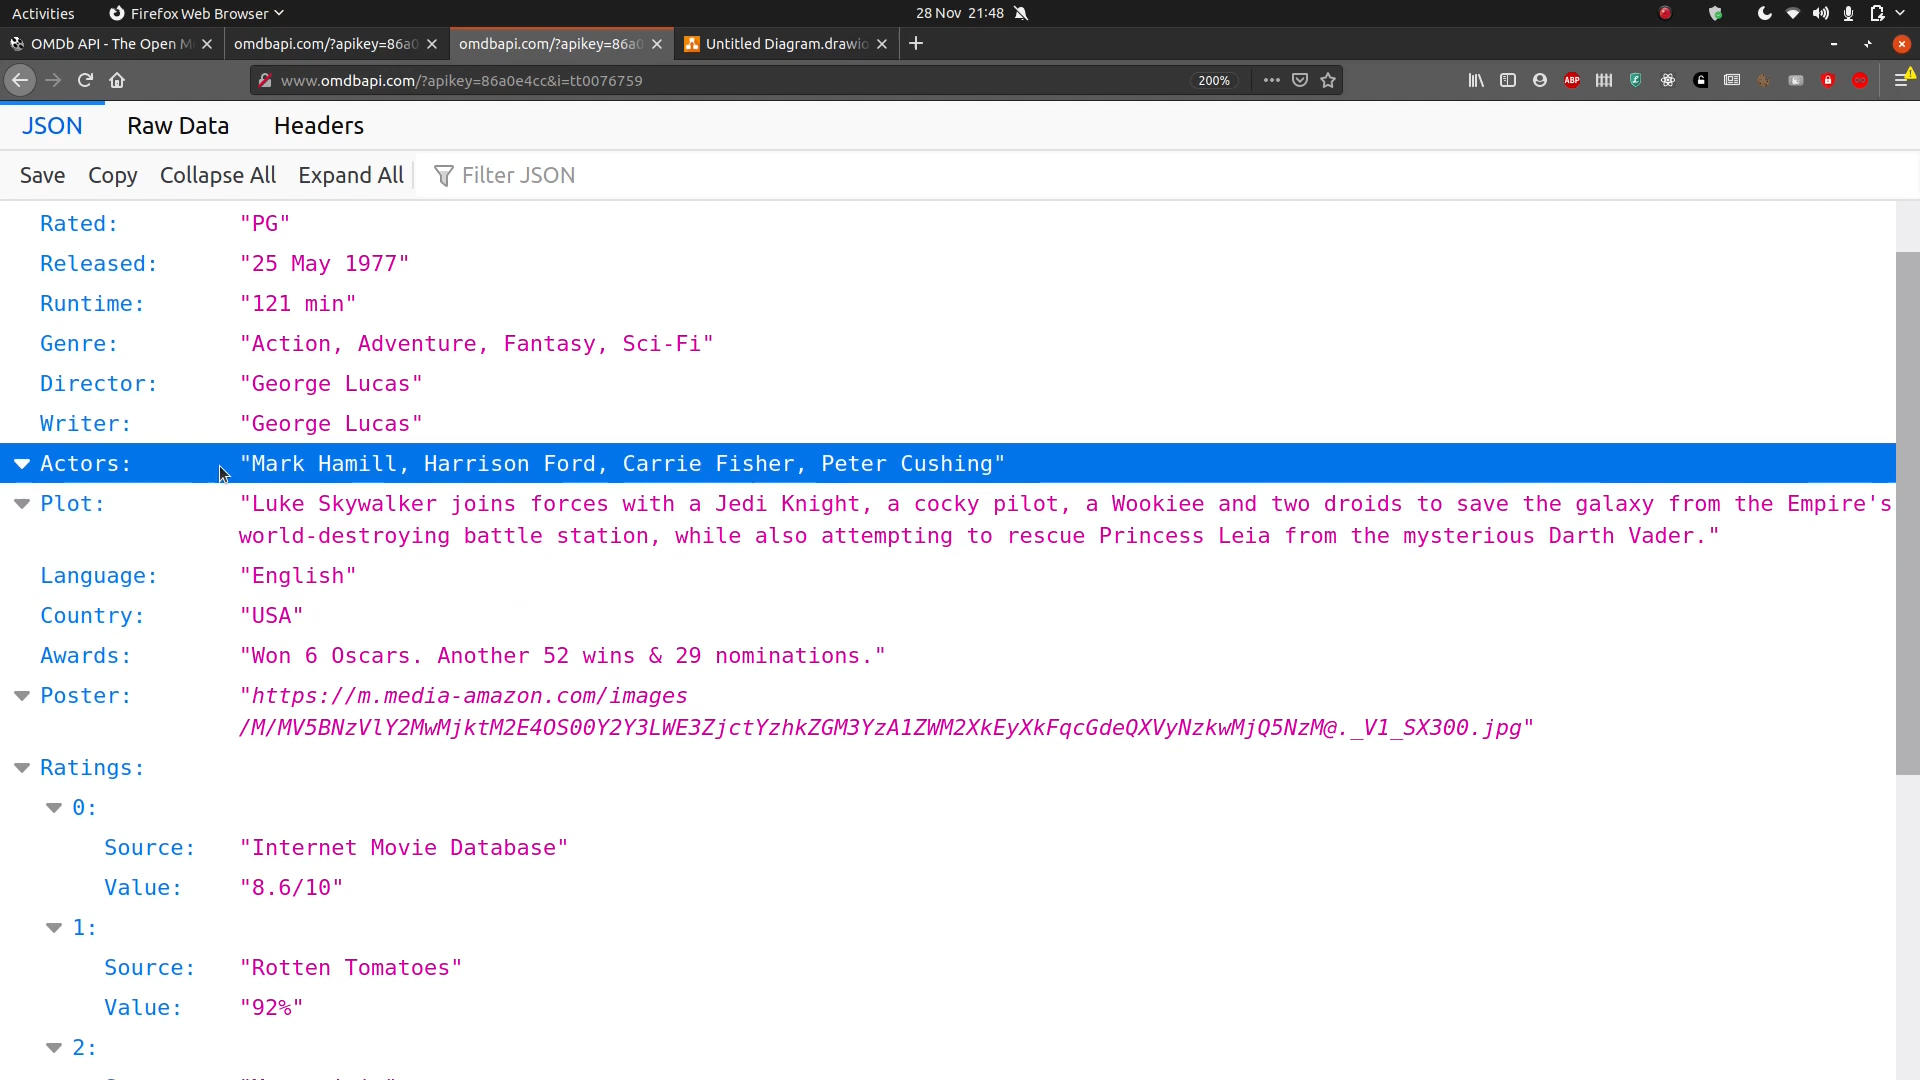 Activities Firefox Web Browser 28 Nov 21:48
OMDb API - The Open M omdbapi.com/?apikey=86a0 omdbapi.com/?apikey=86a0 Untitled Diagram.drawio
www.omdbapi.com/?apikey=86a0e4cc&i=tt0076759 200% ABP
JSON Raw Data Headers
Save Copy Collapse All Expand All Filter JSON
Rated: "PG"
Released: "25 May 1977"
Runtime: "121 min"
Genre: "Action, Adventure, Fantasy, Sci-Fi"
Director: "George Lucas"
Writer: "George Lucas"
Actors: "Mark Hamill, Harrison Ford, Carrie Fisher, Peter Cushing"
Plot: "Luke Skywalker joins forces with a Jedi Knight, a cocky pilot, a Wookiee and two droids to save the galaxy from the Empire's
world-destroying battle station, while also attempting to rescue Princess Leia from the mysterious Darth Vader."
Language: "English"
Country: "USA"
Awards: "Won 6 Oscars. Another 52 wins & 29 nominations."
Poster: "https://m.media-amazon.com/images
/M/MV5BNzVlY2MwMjktM2E4OS00Y2Y3LWE3ZjctYzhkZGM3YzA1ZWM2XkEyXkFqcGdeQXVyNzkwMjQ5NzM@._V1_SX300.jpg"
Ratings:
0:
Source: "Internet Movie Database"
Value: "8.6/10"
1:
Source: "Rotten Tomatoes"
Value: "92%"
2: